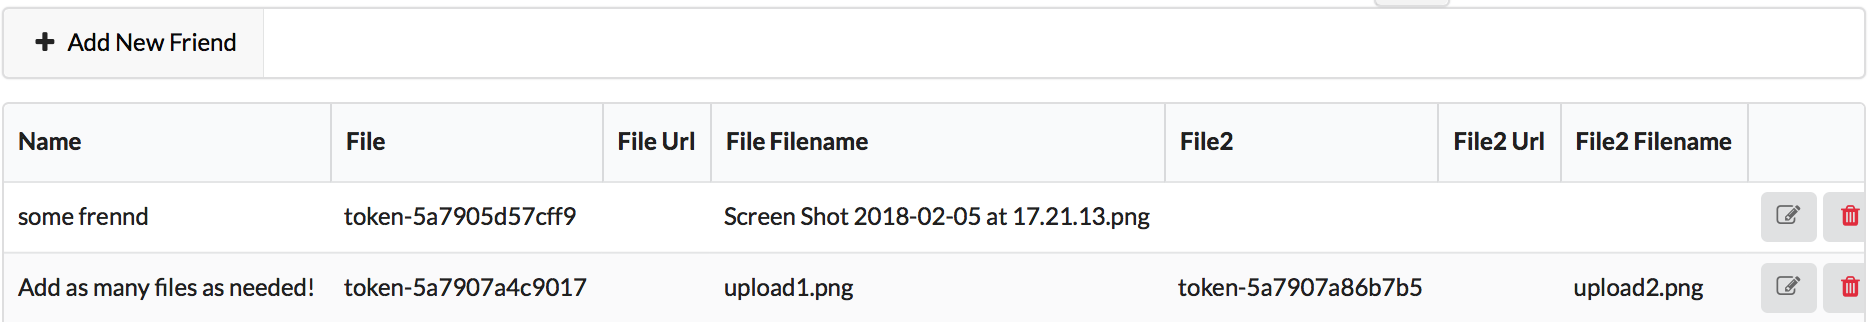 Add New Friend
Name File File Url File Filename File2 File2 Url File2 Filename
some frennd token-5a7905d57cff9 Screen Shot 2018-02-05 at 17.21.13.png
Add as many files as needed! token-5a7907a4c9017 upload1.png token-5a7907a86b7b5 upload2.png